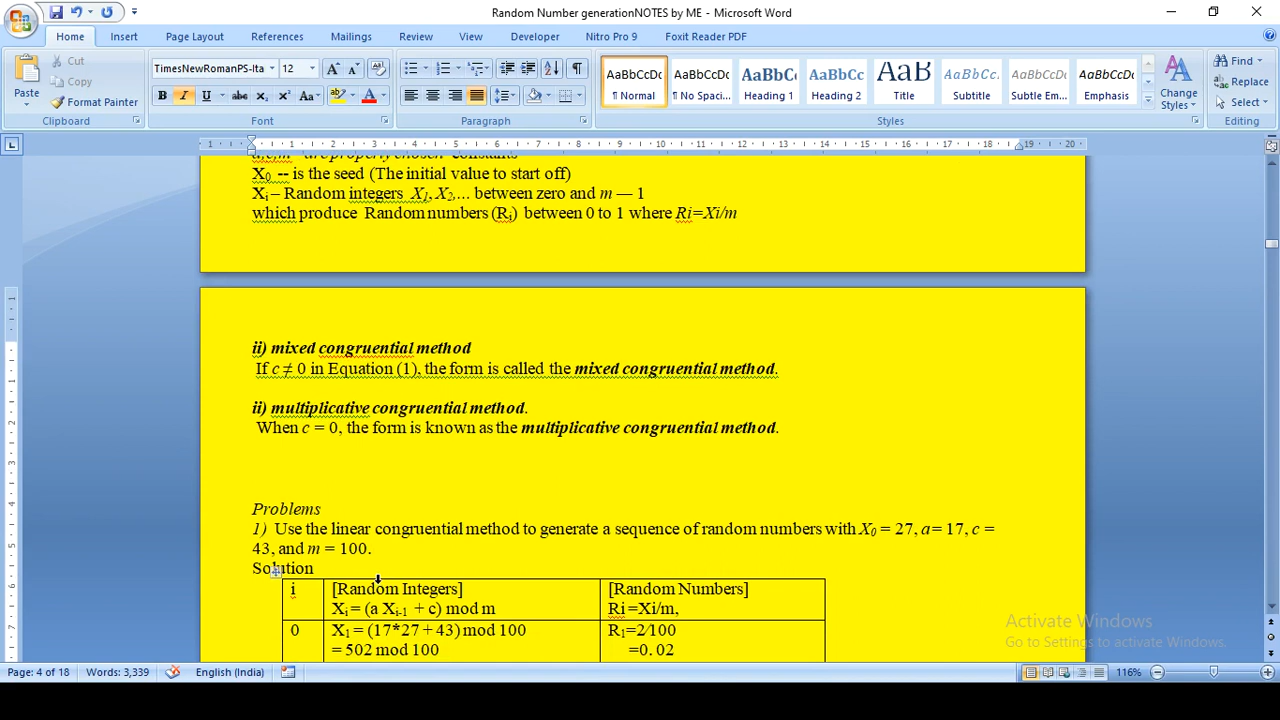 Random Number generationNOTES by ME - Microsoft Word
Home Insert Page Layout References Mailings Review View Developer Nitro Pro 9 Foxit Reader PDF
Paste
Cut
Copy
Format Painter
Clipboard
TimesNewRomanPS-Ita 12
Font
Paragraph
AaBbCcDc AaBbCcDc AaBbCc AaBbCc AaB AaBbCc. AaBbCcDc AaBbCcDc
¶ Normal ¶ No Spaci... Heading 1 Heading 2 Title Subtitle Subtle Em... Emphasis
Change Styles
Styles
Find
Replace
Select
Editing
a,c,m - are properly chosen constants
X0 -- is the seed (The initial value to start off)
Xi – Random integers X1, X2,... between zero and m — 1
which produce Random numbers (Ri) between 0 to 1 where Ri=Xi/m
ii) mixed congruential method
If c ≠ 0 in Equation (1), the form is called the mixed congruential method.
ii) multiplicative congruential method.
When c = 0, the form is known as the multiplicative congruential method.
Problems
1) Use the linear congruential method to generate a sequence of random numbers with X0 = 27, a= 17, c =
43, and m = 100.
Solution
i [Random Integers] [Random Numbers]
Xi = (a Xi-1 + c) mod m Ri =Xi/m,
0 X1 = (17*27 + 43) mod 100 R1=2/100
= 502 mod 100 =0. 02
Activate Windows
Go to Settings to activate Windows.
Page: 4 of 18 Words: 3,339 English (India) 116%